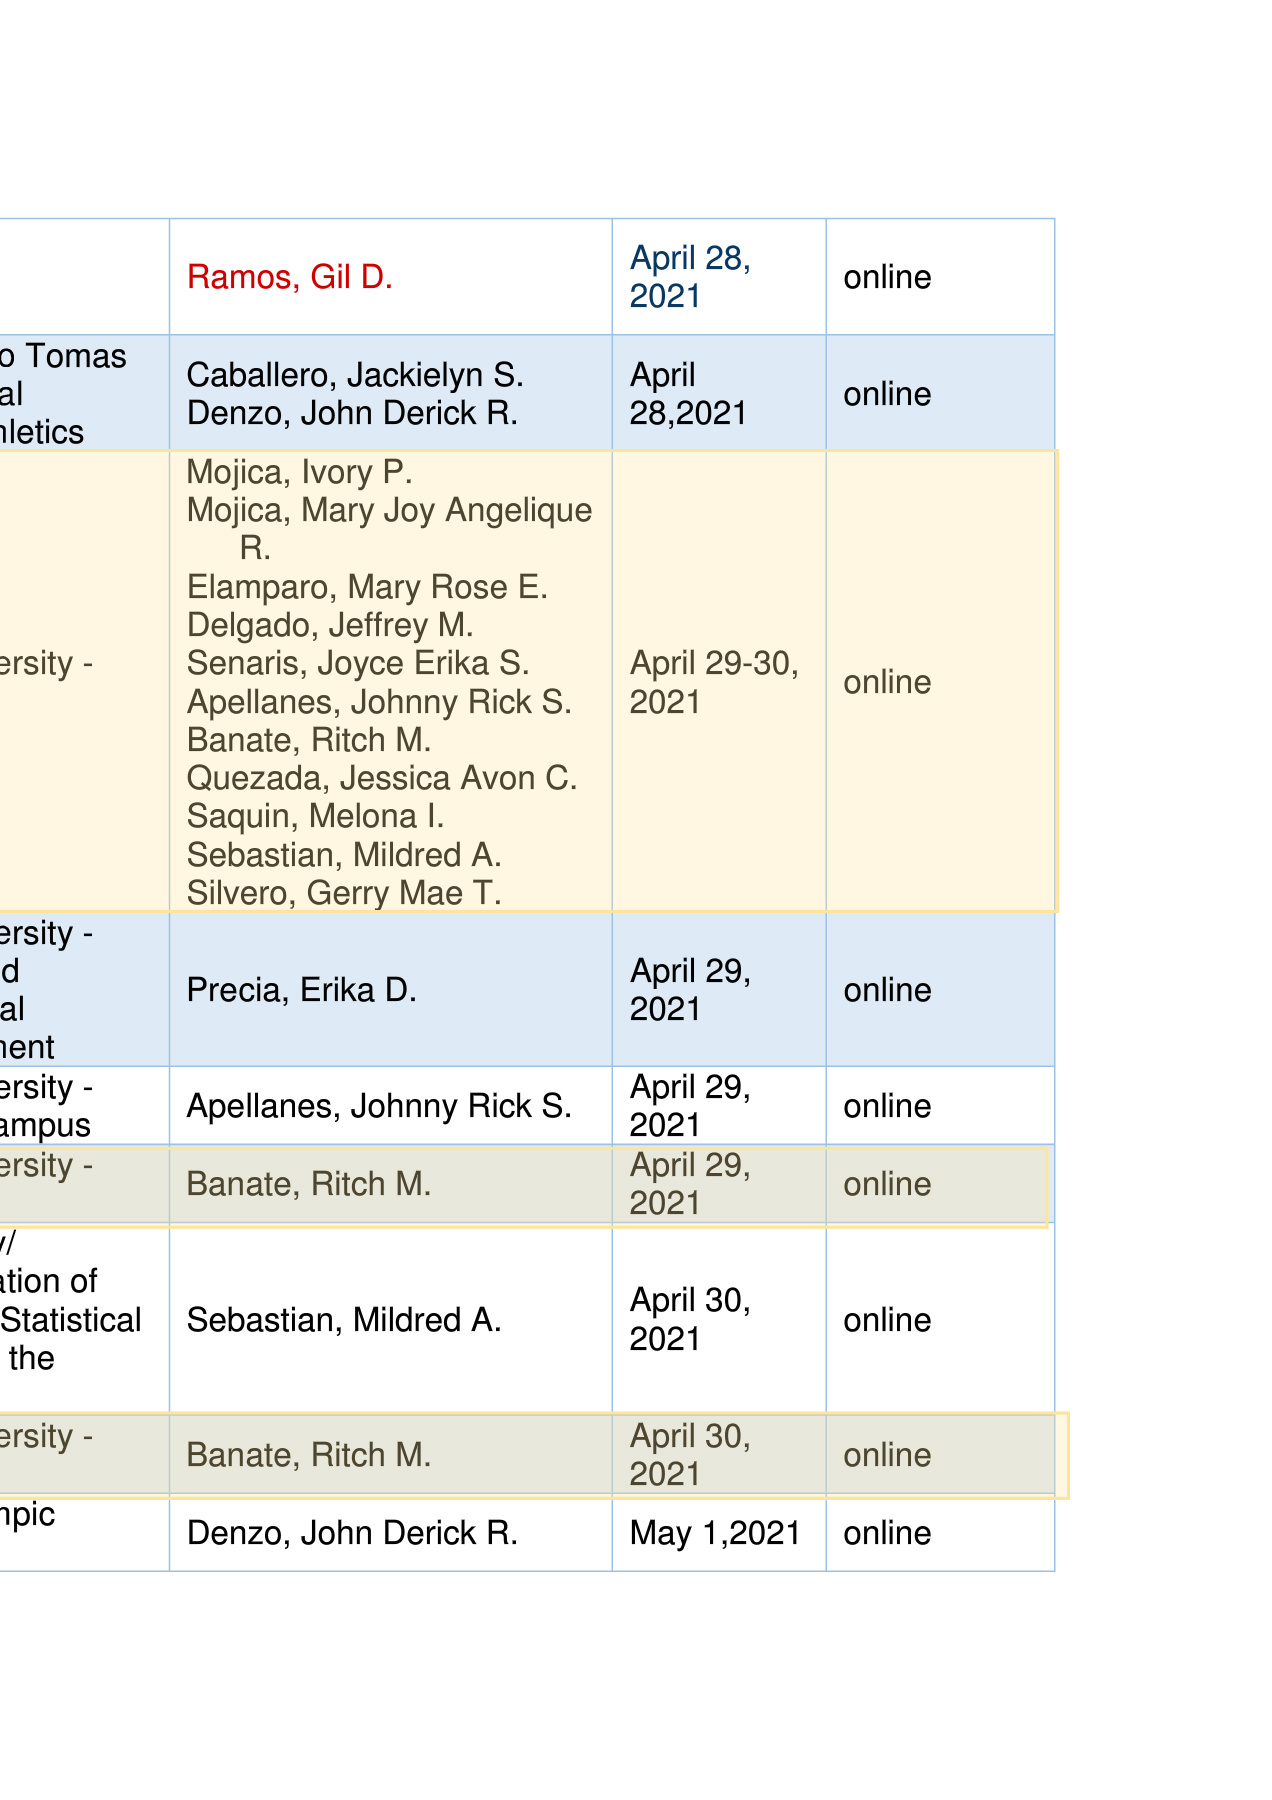 Ramos, Gil D.
April 28,
2021
online
o Tomas
al
letics
Caballero, Jackielyn S.
Denzo, John Derick R.
April
28,2021
online
ersity -
Mojica, Ivory P.
Mojica, Mary Joy Angelique
R.
Elamparo, Mary Rose E.
Delgado, Jeffrey M.
Senaris, Joyce Erika S.
Apellanes, Johnny Rick S.
Banate, Ritch M.
Quezada, Jessica Avon C.
Saquin, Melona I.
Sebastian, Mildred A.
Silvero, Gerry Mae T.
April 29-30,
2021
online
ersity -
d
al
ent
Precia, Erika D.
April 29,
2021
online
ersity -
ampus
Apellanes, Johnny Rick S.
April 29,
2021
online
ersity -
Banate, Ritch M.
April 29,
2021
online
y/
ation of
Statistical
the
Sebastian, Mildred A.
April 30,
2021
online
ersity -
Banate, Ritch M.
April 30,
2021
online
mpic
Denzo, John Derick R.
May 1,2021
online